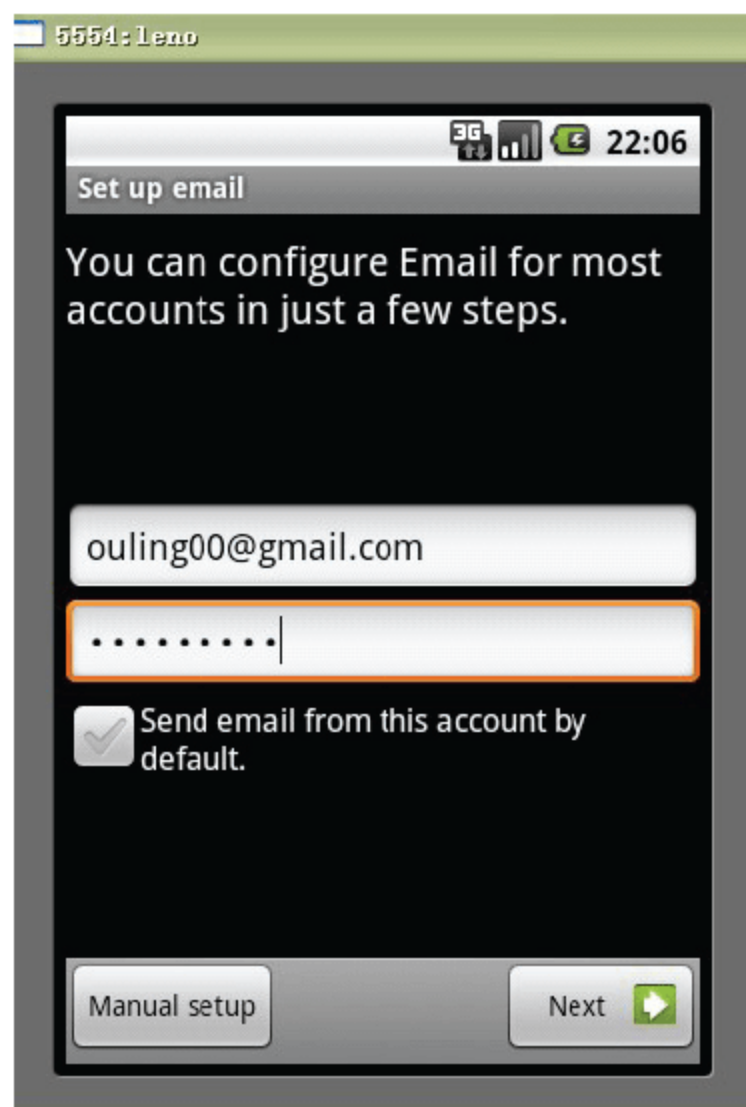 5554:leno
3G 22:06
Set up email
You can configure Email for most
accounts in just a few steps.
ouling00@gmail.com
•••••••••
Send email from this account by
default.
Manual setup
Next